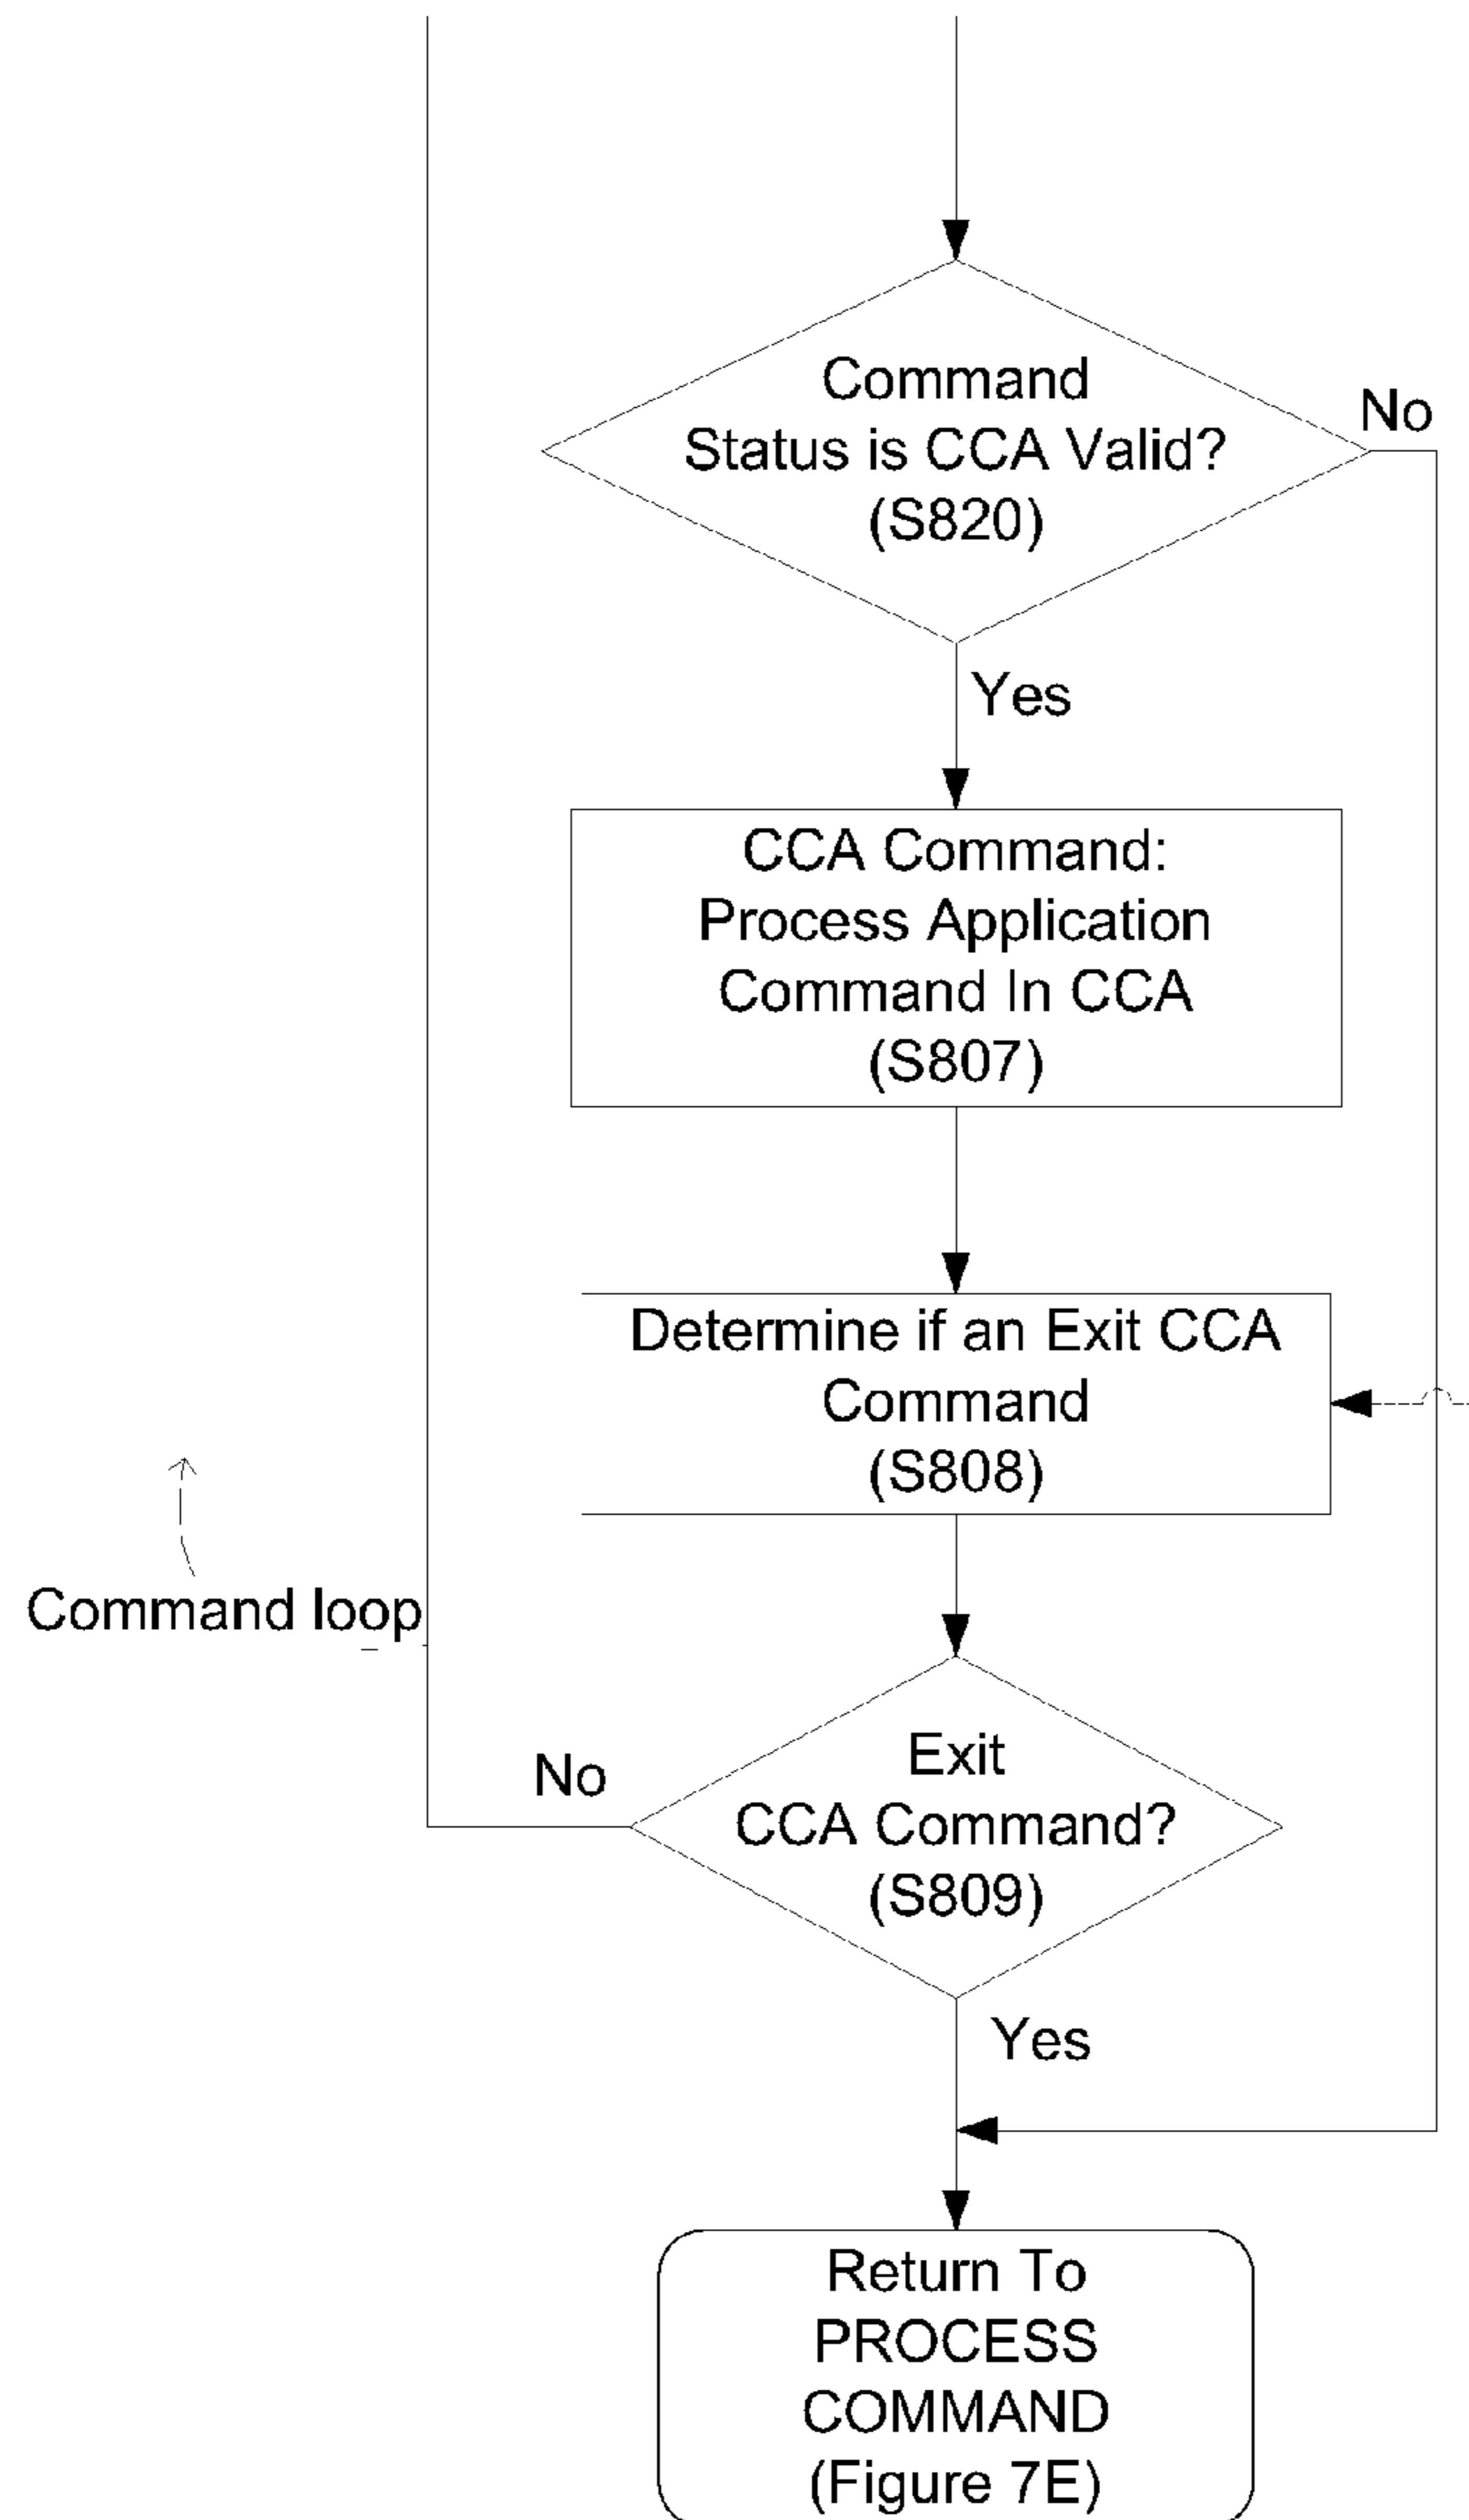 Command
Status is CCA Valid?
(S820)
No
Yes
CCA Command:
Process Application
Command In CCA
(S807)
Determine if an Exit CCA
Command
(S808)
Command loop
Exit
CCA Command?
(S809)
No
Yes
Return To
PROCESS
COMMAND
(Figure 7E)